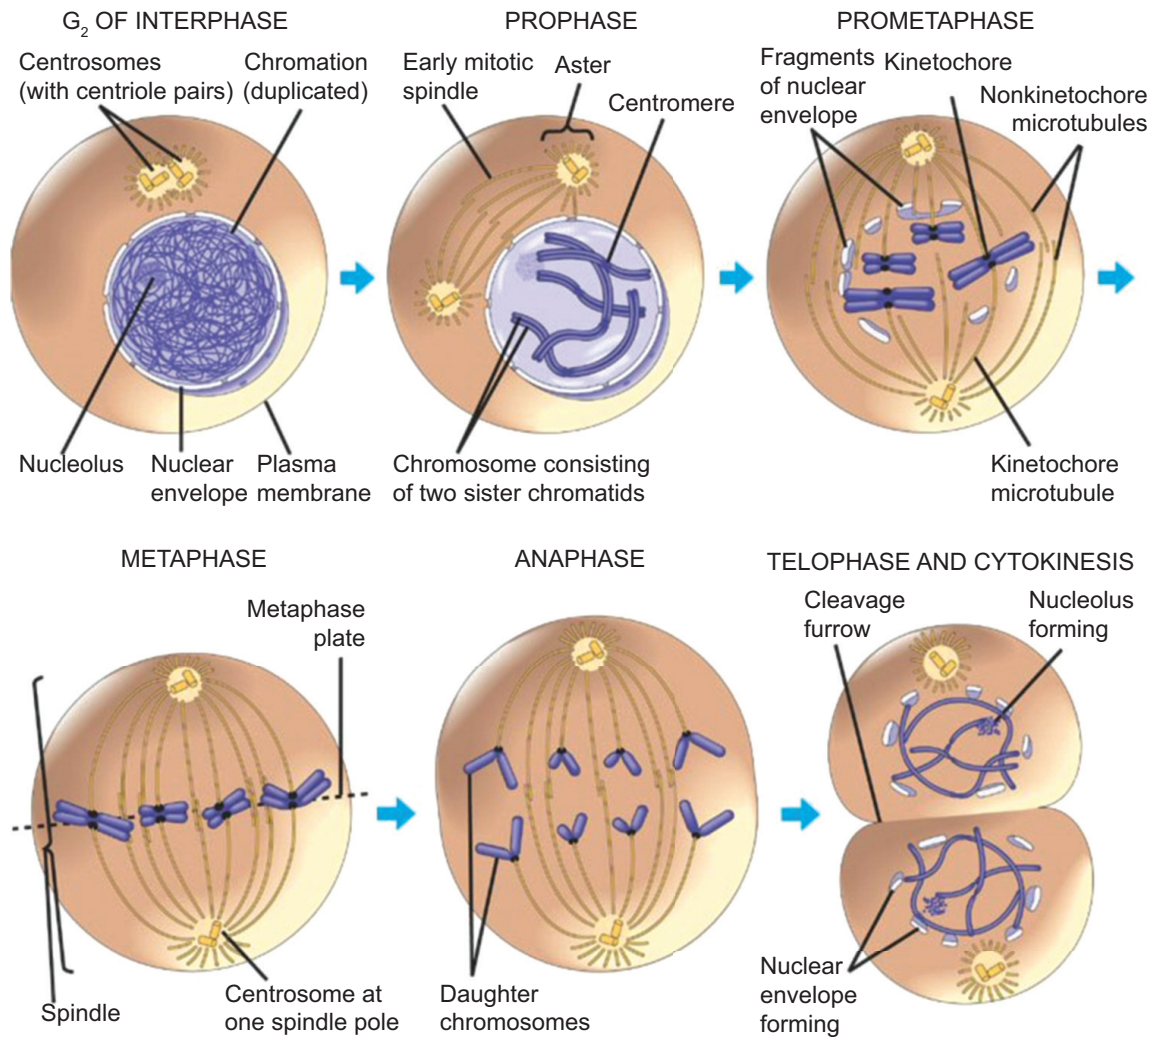 G2 OF INTERPHASE
Centrosomes
(with centriole pairs)
Chromation
(duplicated)
Nucleolus
Nuclear
envelope
Plasma
membrane
PROPHASE
Early mitotic
spindle
Aster
Centromere
Chromosome consisting
of two sister chromatids
PROMETAPHASE
Fragments
of nuclear
envelope
Kinetochore
Nonkinetochore
microtubules
Kinetochore
microtubule
METAPHASE
Metaphase
plate
Spindle
Centrosome at
one spindle pole
ANAPHASE
Daughter
chromosomes
TELOPHASE AND CYTOKINESIS
Cleavage
furrow
Nucleolus
forming
Nuclear
envelope
forming